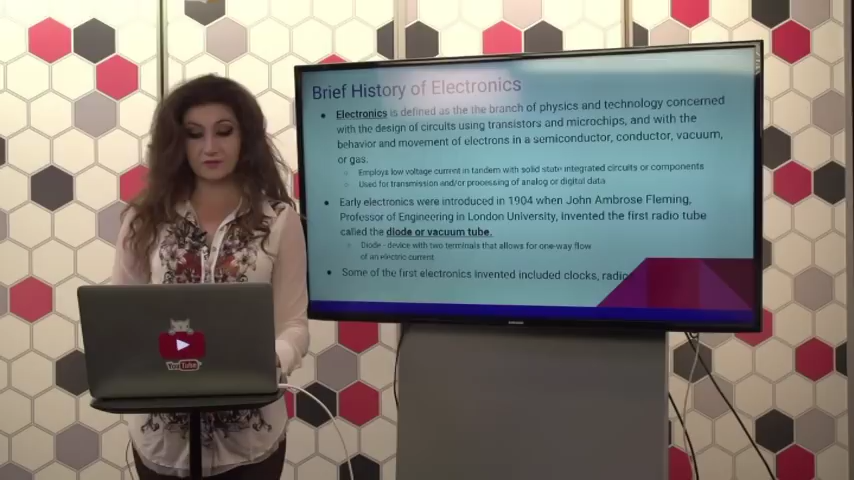 Brief History of Electronics
Electronics is defined as the the branch of physics and technology concerned
with the design of circuits using transistors and microchips, and with the
behavior and movement of electrons in a semiconductor, conductor, vacuum,
or gas.
Employs low voltage current in tandem with solid state integrated circuits or components
Used for transmission and/or processing of analog or digital data
Early electronics were introduced in 1904 when John Ambrose Fleming,
Professor of Engineering in London University, invented the first radio tube
called the diode or vacuum tube.
Diode - device with two terminals that allows for one-way flow
of an electric current.
Some of the first electronics invented included clocks, radio
SAMSUNG
YouTube